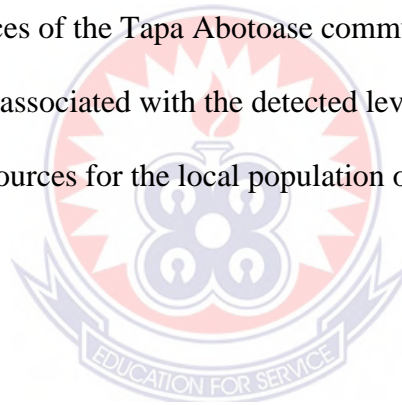 ces of the Tapa Abotoase comm
associated with the detected lev
ources for the local population o
EDUCATION FOR SERVICE